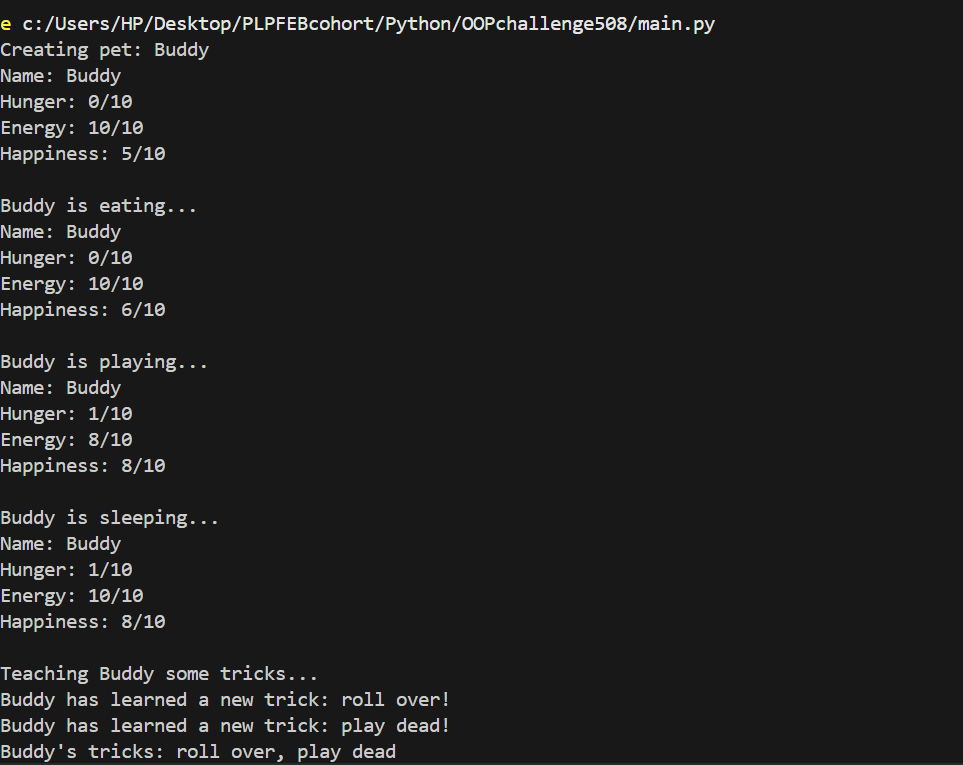 e c:/Users/HP/Desktop/PLPFEBcohort/Python/OOPchallenge508/main.py
Creating pet: Buddy
Name: Buddy
Hunger: 0/10
Energy: 10/10
Happiness: 5/10
Buddy is eating...
Name: Buddy
Hunger: 0/10
Energy: 10/10
Happiness: 6/10
Buddy is playing...
Name: Buddy
Hunger: 1/10
Energy: 8/10
Happiness: 8/10
Buddy is sleeping...
Name: Buddy
Hunger: 1/10
Energy: 10/10
Happiness: 8/10
Teaching Buddy some tricks...
Buddy has learned a new trick: roll over!
Buddy has learned a new trick: play dead!
Buddy's tricks: roll over, play dead